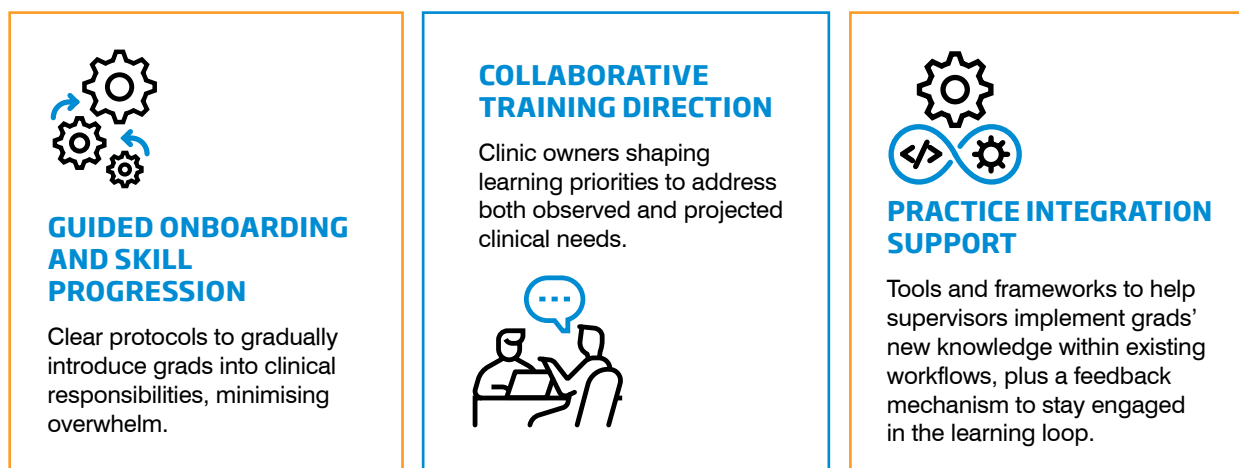 GUIDED ONBOARDING
AND SKILL
PROGRESSION
Clear protocols to gradually
introduce grads into clinical
responsibilities, minimising
overwhelm.
COLLABORATIVE
TRAINING DIRECTION
Clinic owners shaping
learning priorities to address
both observed and projected
clinical needs.
</>
PRACTICE INTEGRATION
SUPPORT
Tools and frameworks to help
supervisors implement grads’
new knowledge within existing
workflows, plus a feedback
mechanism to stay engaged
in the learning loop.